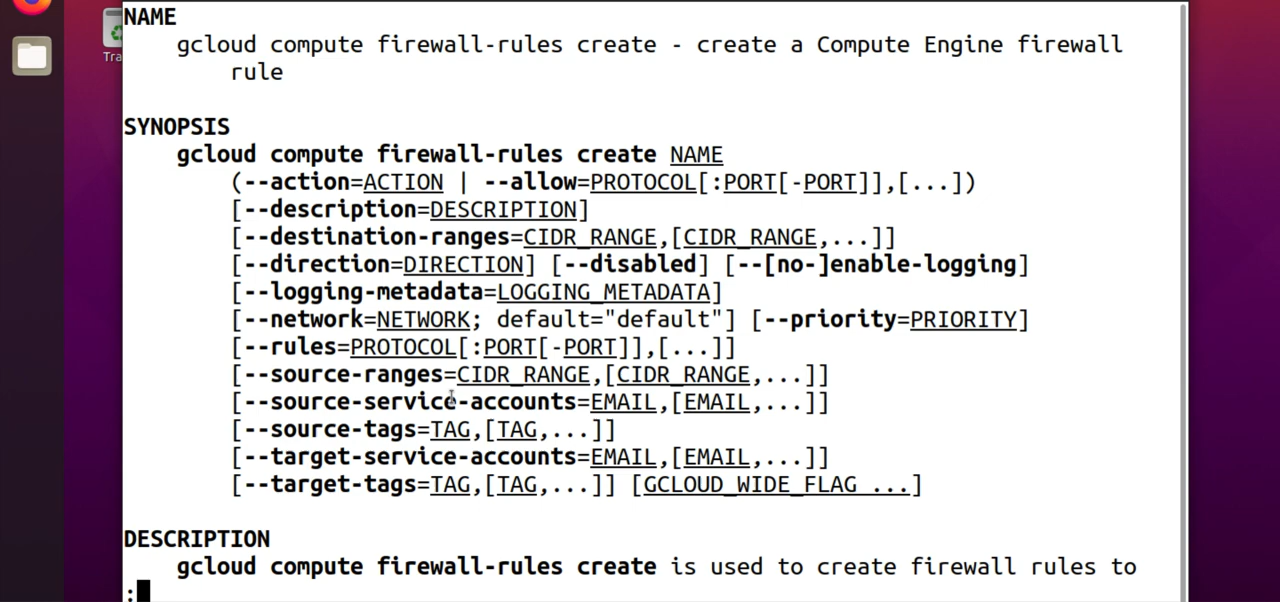 NAME
gcloud compute firewall-rules create - create a Compute Engine firewall
rule
SYNOPSIS
gcloud compute firewall-rules create NAME
(--action=ACTION | --allow=PROTOCOL[:PORT[-PORT]],[...])
[--description=DESCRIPTION]
[--destination-ranges=CIDR_RANGE,[CIDR_RANGE,...]]
[--direction=DIRECTION] [--disabled] [--[no-]enable-logging]
[--logging-metadata=LOGGING_METADATA]
[--network=NETWORK; default="default"] [--priority=PRIORITY]
[--rules=PROTOCOL[:PORT[-PORT]],[...]]
[--source-ranges=CIDR_RANGE,[CIDR_RANGE,...]]
[--source-service-accounts=EMAIL,[EMAIL,...]]
[--source-tags=TAG,[TAG,...]]
[--target-service-accounts=EMAIL,[EMAIL,...]]
[--target-tags=TAG,[TAG,...]] [GCLOUD_WIDE_FLAG ...]
DESCRIPTION
gcloud compute firewall-rules create is used to create firewall rules to
:
Tra